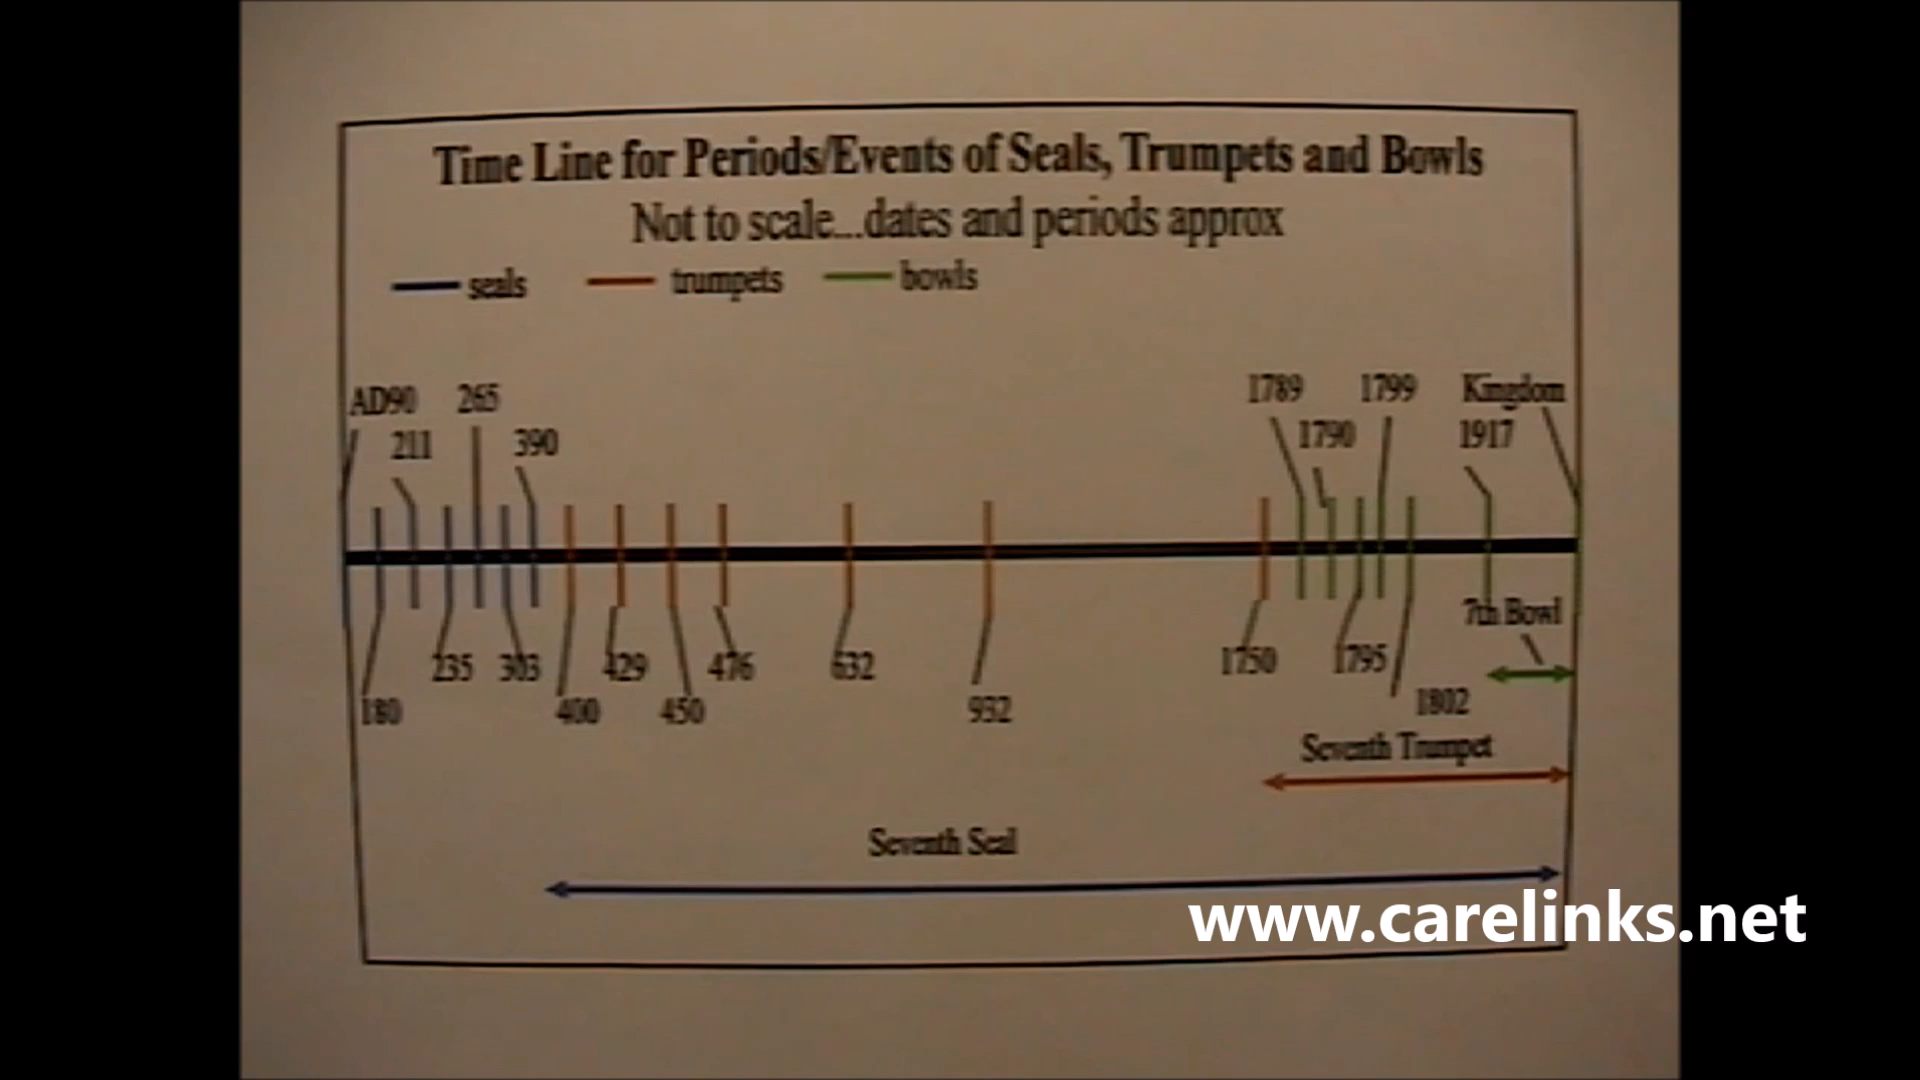 Time Line for Periods/Events of Seals, Trumpets and Bowls
Not to scale...dates and periods approx
seals trumpets bowls
AD90 265 1789 1799 Kingdom
211 390 1790 1917
7th Bowl
235 303 429 476 632 1750 1795
180 400 450 932 1802
Seventh Trumpet
Seventh Seal
www.carelinks.net